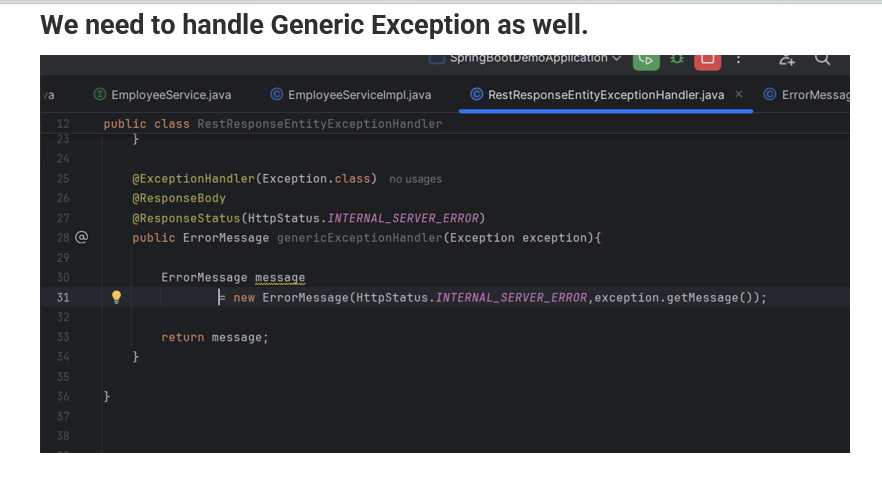 We need to handle Generic Exception as well.
SpringBootDemoApplication
va EmployeeService.java EmployeeServiceImpl.java RestResponseEntityExceptionHandler.java ErrorMessag
12 public class RestResponseEntityExceptionHandler
23 }
24
25 @ExceptionHandler(Exception.class) no usages
26 @ResponseBody
27 @ResponseStatus(HttpStatus.INTERNAL_SERVER_ERROR)
28 public ErrorMessage genericExceptionHandler(Exception exception){
29
30 ErrorMessage message
31 = new ErrorMessage(HttpStatus.INTERNAL_SERVER_ERROR,exception.getMessage());
32
33 return message;
34 }
35
36 }
37
38